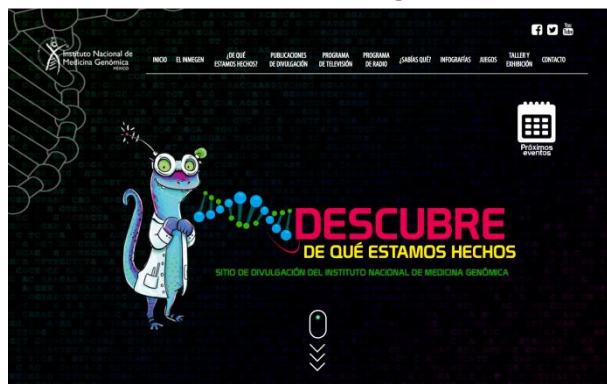 You
Tube
Instituto Nacional de
Medicina Genómica
MÉXICO
INICIO
EL INMEGEN
¿DE QUÉ
ESTAMOS HECHOS?
PUBLICACIONES
DE DIVULGACIÓN
PROGRAMA
DE TELEVISIÓN
PROGRAMA
DE RADIO
¿SABÍAS QUÉ?
INFOGRAFÍAS
JUEGOS
TALLER Y
EXHIBICIÓN
CONTACTO
Próximos
eventos
DESCUBRE
DE QUÉ ESTAMOS HECHOS
SITIO DE DIVULGACIÓN DEL INSTITUTO NACIONAL DE MEDICINA GENÓMICA